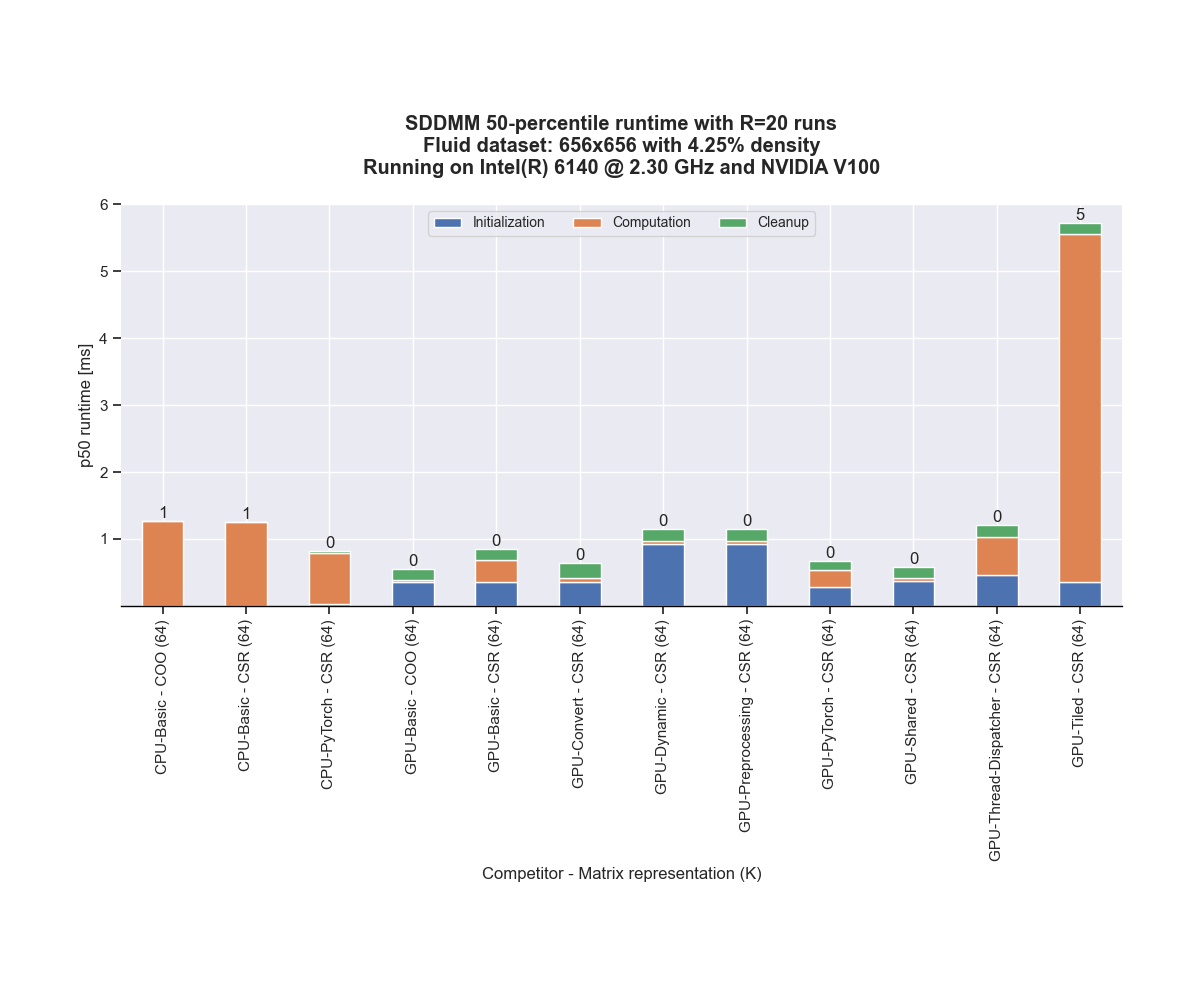 SDDMM 50-percentile runtime with R=20 runs
Fluid dataset: 656x656 with 4.25% density
Running on Intel(R) 6140 @ 2.30 GHz and NVIDIA V100
Initialization
Computation
Cleanup
6
5
4
3
2
1
p50 runtime [ms]
1
1
0
0
0
0
0
0
0
0
0
5
CPU-Basic - COO (64)
CPU-Basic - CSR (64)
CPU-PyTorch - CSR (64)
GPU-Basic - COO (64)
GPU-Basic - CSR (64)
GPU-Convert - CSR (64)
GPU-Dynamic - CSR (64)
GPU-Preprocessing - CSR (64)
GPU-PyTorch - CSR (64)
GPU-Shared - CSR (64)
GPU-Thread-Dispatcher - CSR (64)
GPU-Tiled - CSR (64)
Competitor - Matrix representation (K)